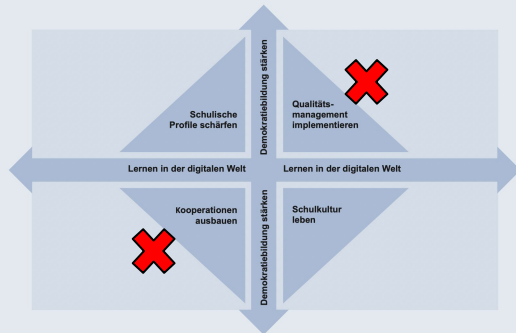 Demokratiebildung stärken
Schulische
Profile schärfen
Qualitäts-
management
implementieren
Lernen in der digitalen Welt
Lernen in der digitalen Welt
Kooperationen
ausbauen
Schulkultur
leben
Demokratiebildung stärken